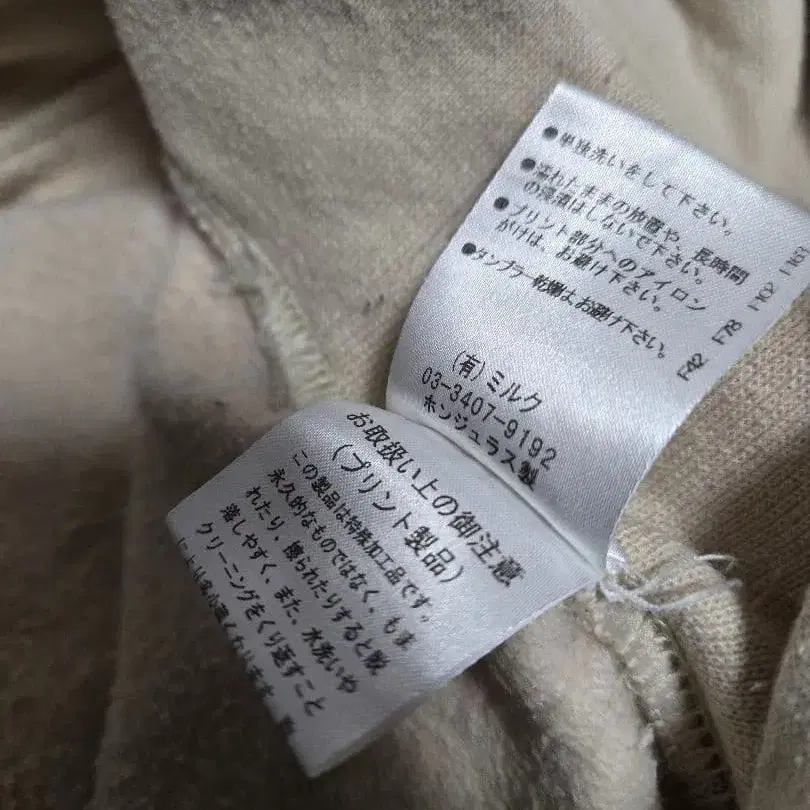 ●単独洗いをして下さい。
●濡れたままの放置や、長時間
の浸漬はしないで下さい。
●プリント部分へのアイロン
がけは、お避け下さい。
●タンブラー乾燥はお避け下さい。
(有)ミルク
03-3407-9192
ホンジュラス製
お取扱い上の御注意
(プリント製品)
この製品は特殊加工品です。
永久的なものではなく、もま
れたり、擦られたりすると脱
落しやすく、また、水洗いや
クリーニングをくり返すこと